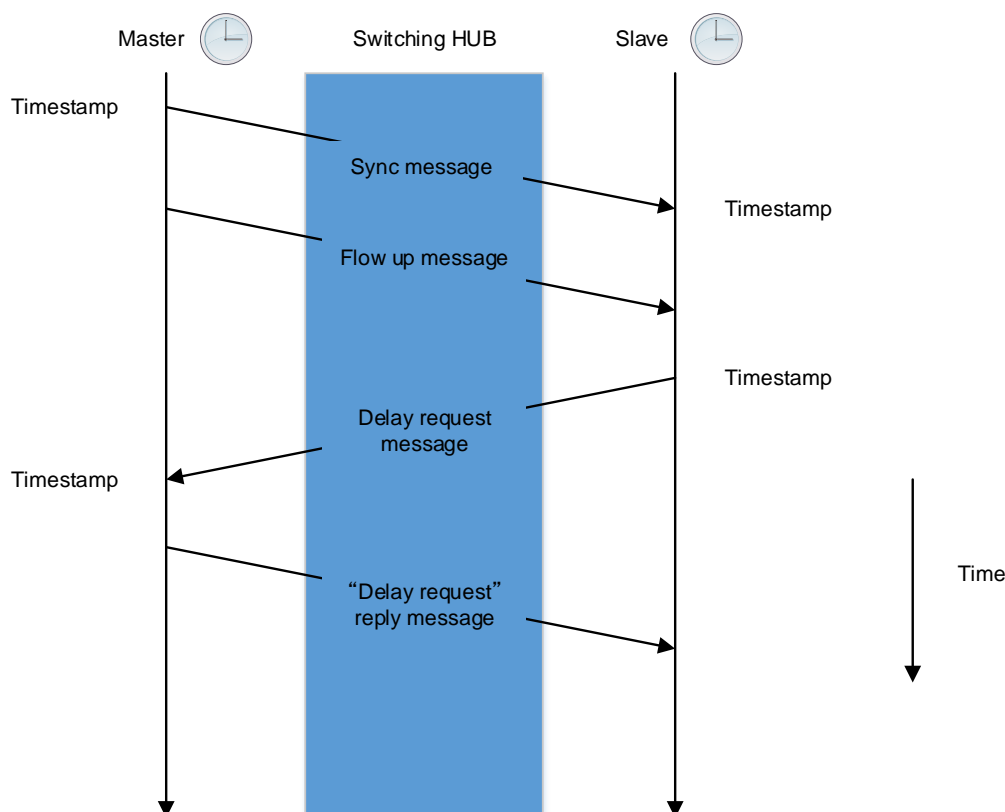 Master
Switching HUB
Slave
Timestamp
Sync message
Timestamp
Flow up message
Timestamp
Delay request
message
Timestamp
Time
“Delay request”
reply message